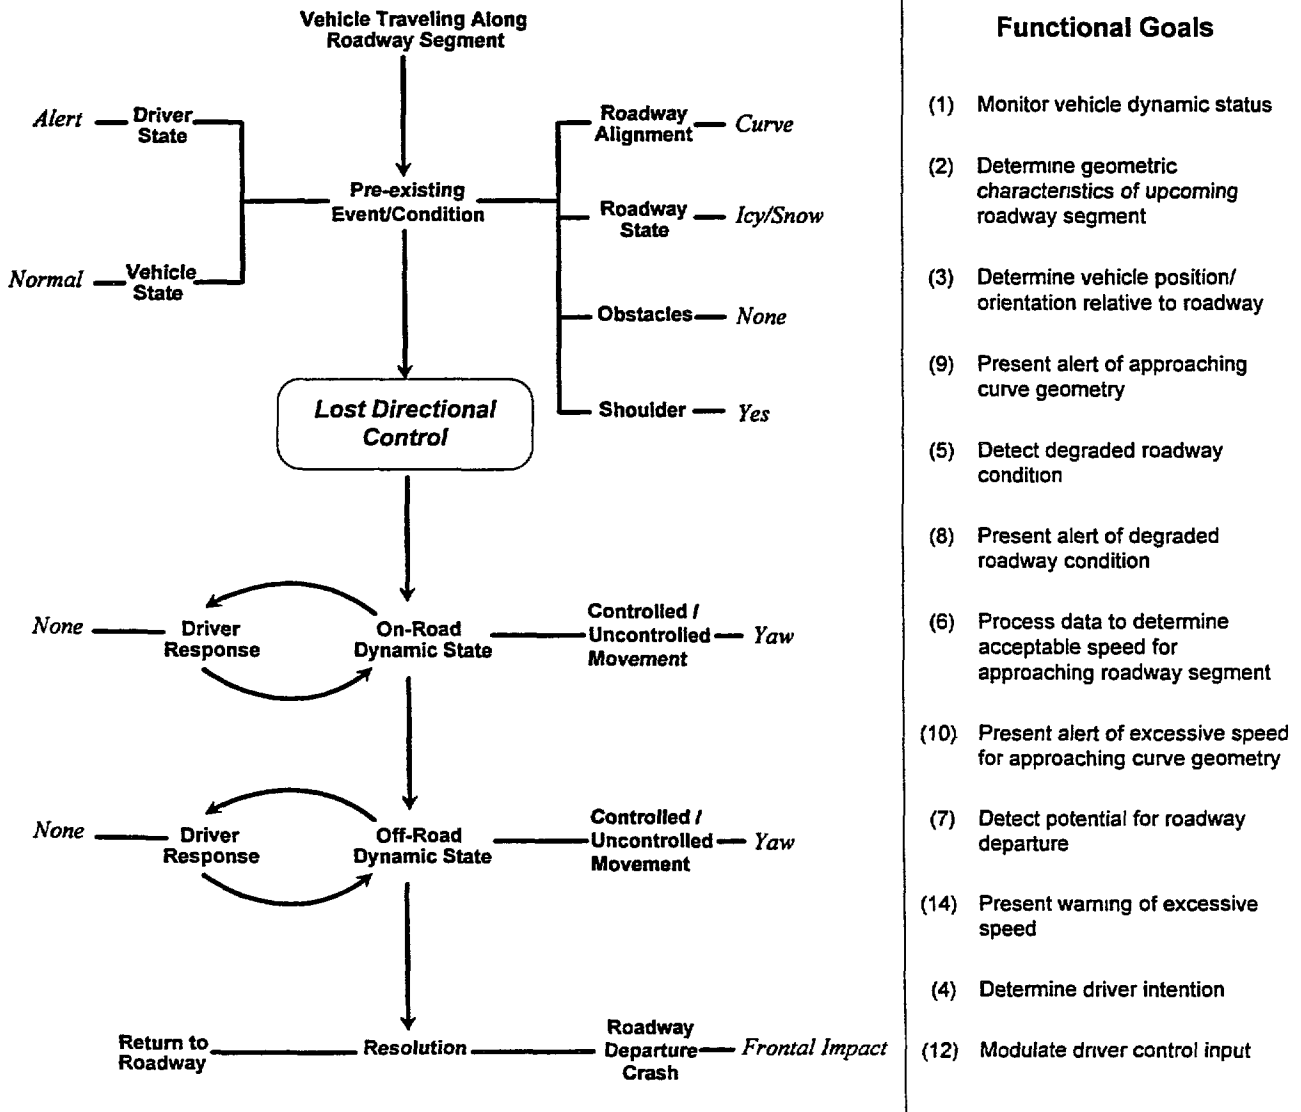 Vehicle Traveling Along
Roadway Segment
Alert
Driver
State
Roadway
Alignment
Curve
Pre-existing
Event/Condition
Roadway
State
Icy/Snow
Normal
Vehicle
State
Obstacles
None
Lost Directional
Control
Shoulder
Yes
None
Driver
Response
On-Road
Dynamic State
Controlled /
Uncontrolled
Movement
Yaw
None
Driver
Response
Off-Road
Dynamic State
Controlled /
Uncontrolled
Movement
Yaw
Return to
Roadway
Resolution
Roadway
Departure
Crash
Frontal Impact
Functional Goals
(1) Monitor vehicle dynamic status
(2) Determine geometric
characteristics of upcoming
roadway segment
(3) Determine vehicle position/
orientation relative to roadway
(9) Present alert of approaching
curve geometry
(5) Detect degraded roadway
condition
(8) Present alert of degraded
roadway condition
(6) Process data to determine
acceptable speed for
approaching roadway segment
(10) Present alert of excessive speed
for approaching curve geometry
(7) Detect potential for roadway
departure
(14) Present warning of excessive
speed
(4) Determine driver intention
(12) Modulate driver control input